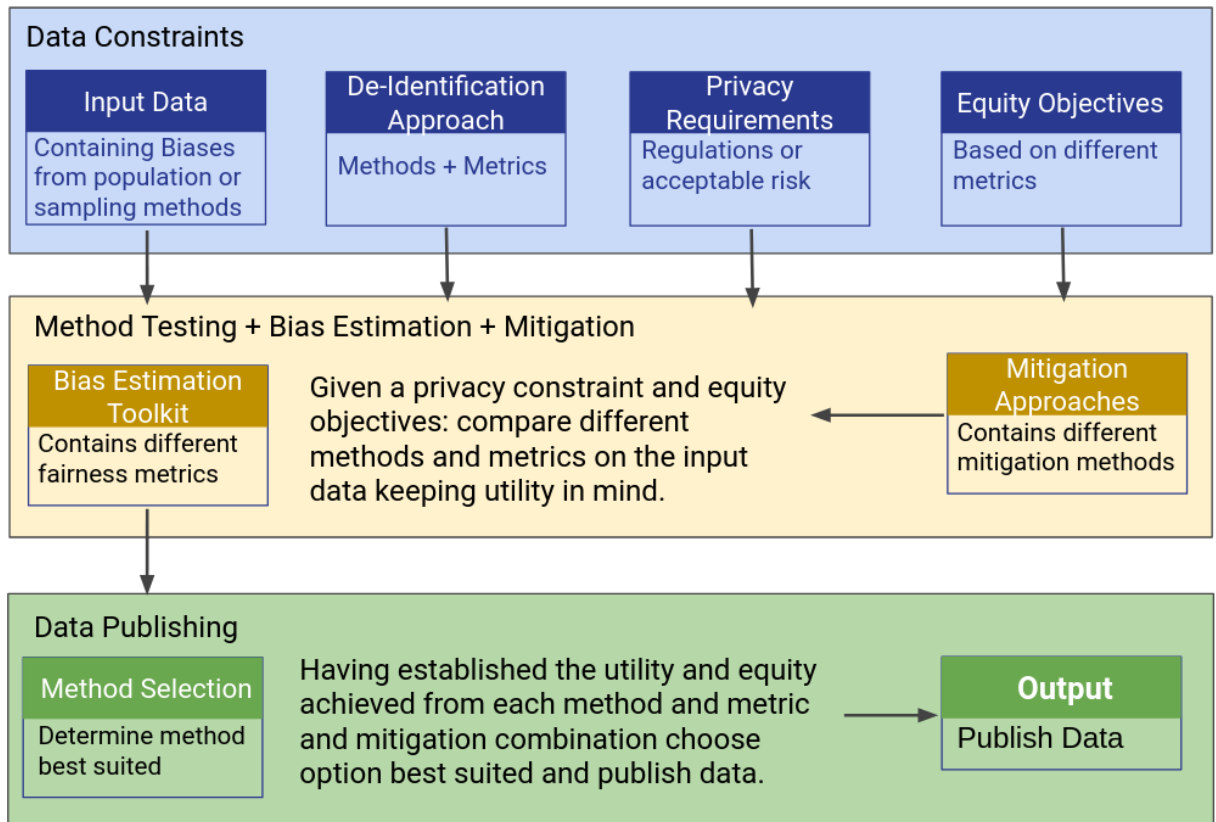 Data Constraints
Input Data
Containing Biases
from population or
sampling methods
De-Identification
Approach
Methods + Metrics
Privacy
Requirements
Regulations or
acceptable risk
Equity Objectives
Based on different
metrics
Method Testing + Bias Estimation + Mitigation
Bias Estimation
Toolkit
Contains different
fairness metrics
Given a privacy constraint and equity
objectives: compare different
methods and metrics on the input
data keeping utility in mind.
Mitigation
Approaches
Contains different
mitigation methods
Data Publishing
Method Selection
Determine method
best suited
Having established the utility and equity
achieved from each method and metric
and mitigation combination choose
option best suited and publish data.
Output
Publish Data